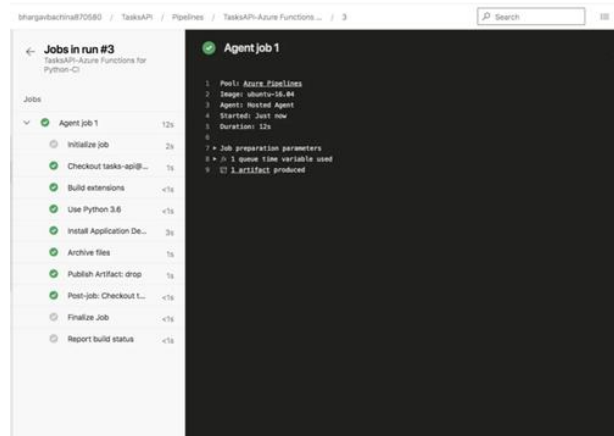 bhargavbachina870580 / TasksAPI / Pipelines / TasksAPI-Azure Functions ... / 3
Search
Jobs in run #3
TasksAPI-Azure Functions for
Python-CI
Jobs
Agent job 1 12s
Initialize job 2s
Checkout tasks-api@... 1s
Build extensions <1s
Use Python 3.6 <1s
Install Application De... 3s
Archive files 1s
Publish Artifact: drop 1s
Post-job: Checkout t... <1s
Finalize Job <1s
Report build status <1s
Agent job 1
1 Pool: Azure Pipelines
2 Image: ubuntu-16.04
3 Agent: Hosted Agent
4 Started: Just now
5 Duration: 12s
6
7 Job preparation parameters
8 fx 1 queue time variable used
9 1 artifact produced